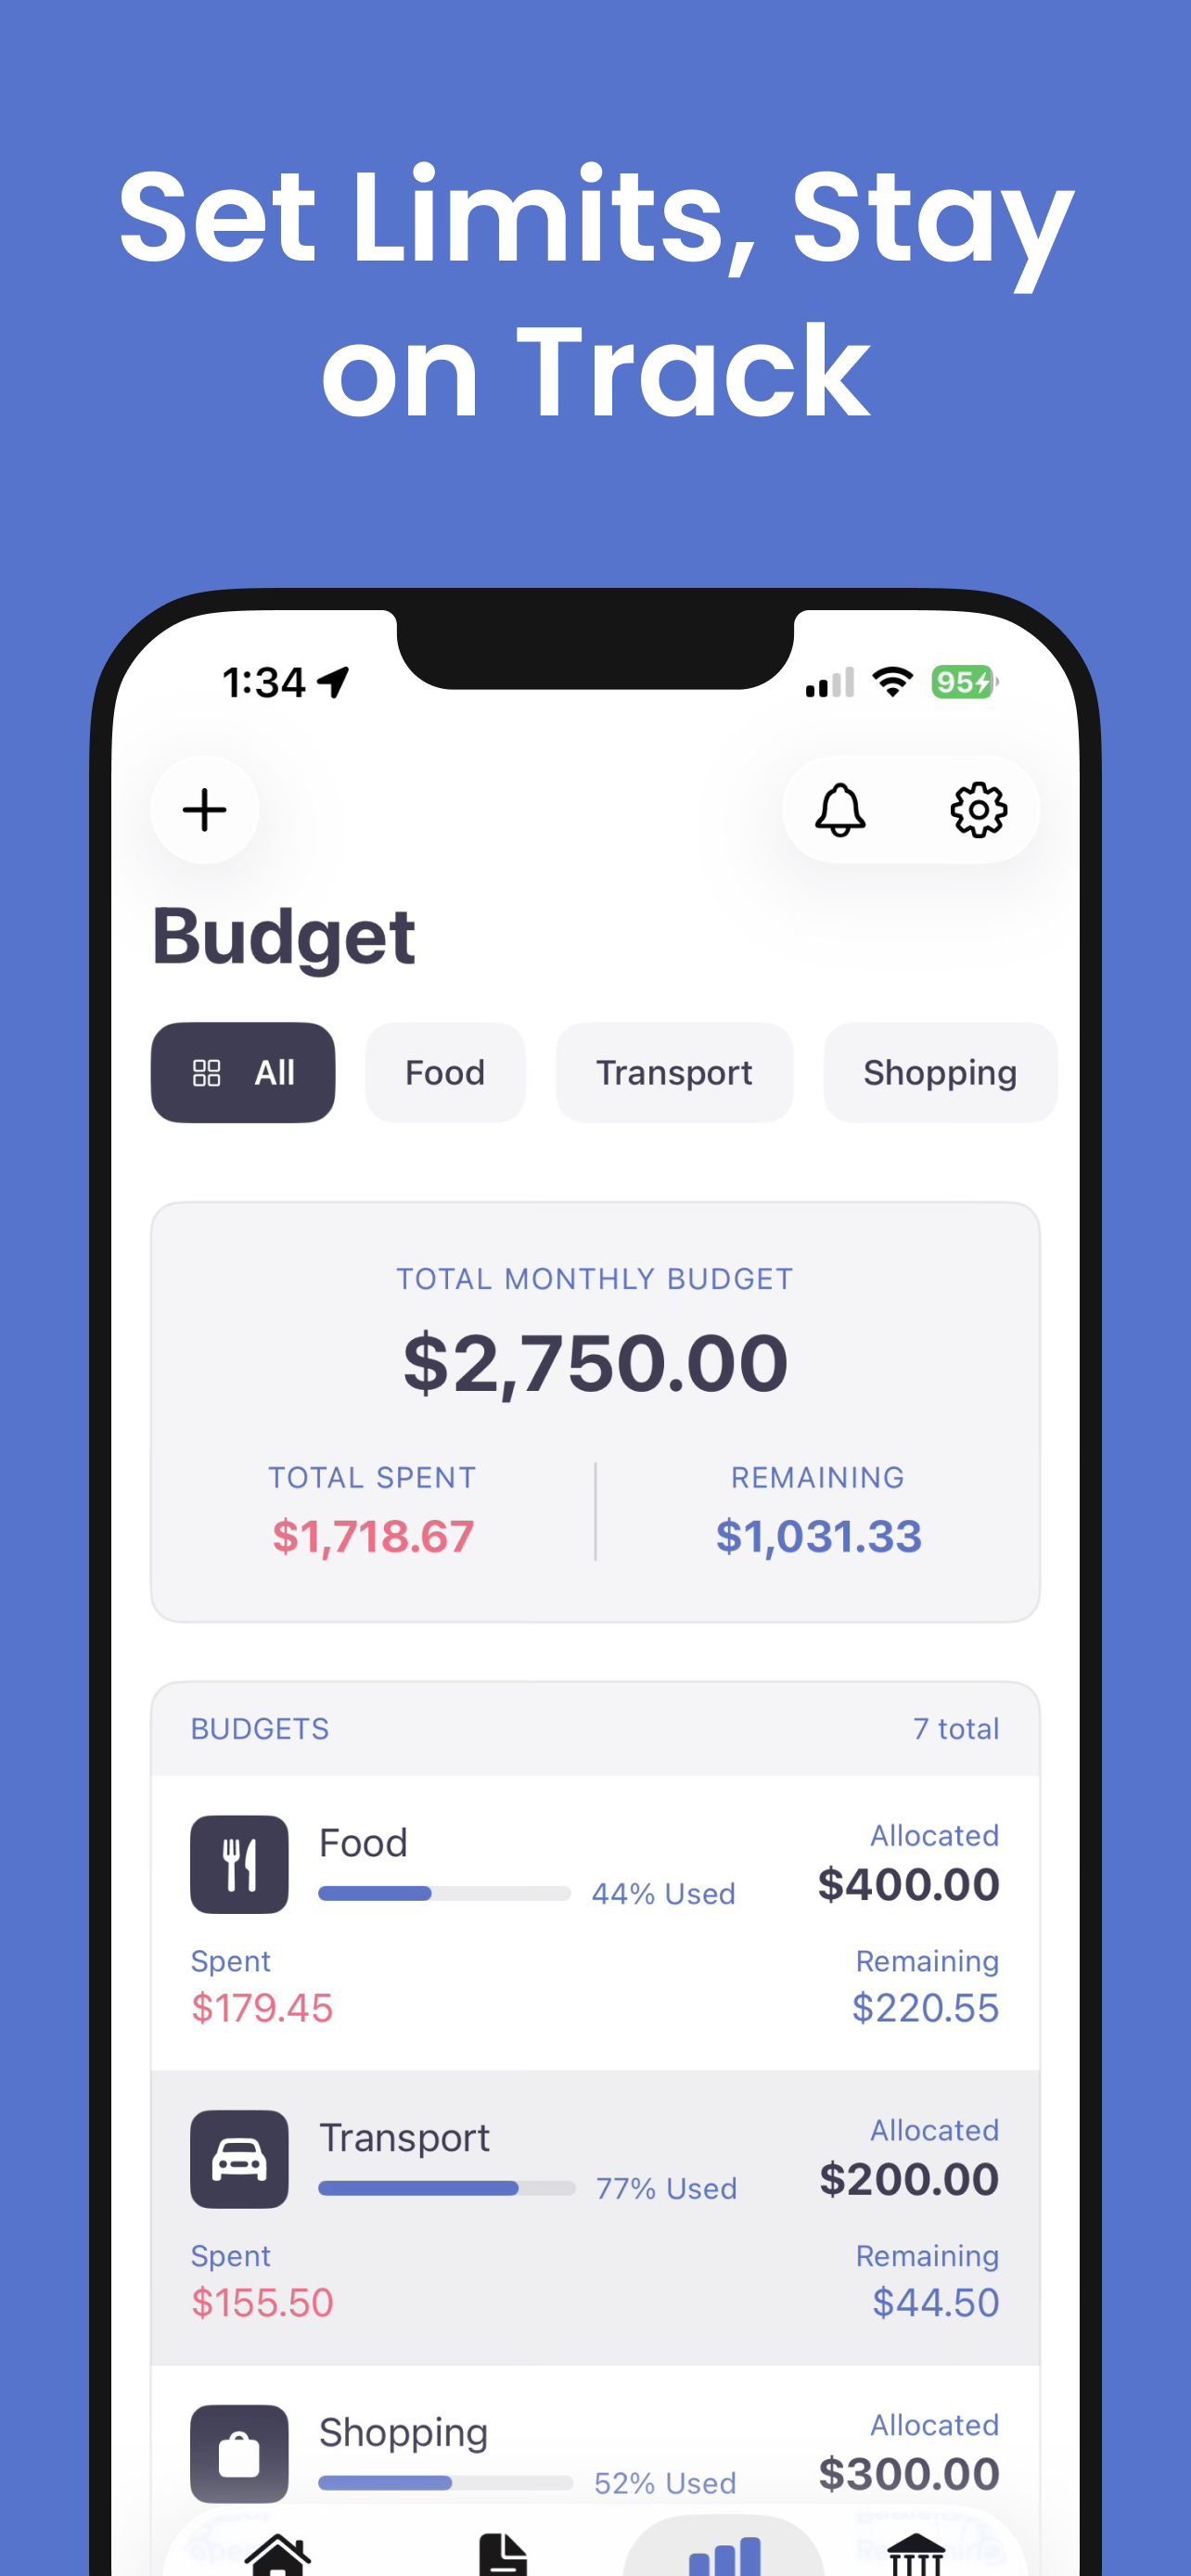 Set Limits, Stay
on Track
1:34
95
Budget
All Food Transport Shopping
TOTAL MONTHLY BUDGET
$2,750.00
TOTAL SPENT REMAINING
$1,718.67 $1,031.33
BUDGETS 7 total
Food Allocated
44% Used $400.00
Spent Remaining
$179.45 $220.55
Transport Allocated
77% Used $200.00
Spent Remaining
$155.50 $44.50
Shopping Allocated
52% Used $300.00